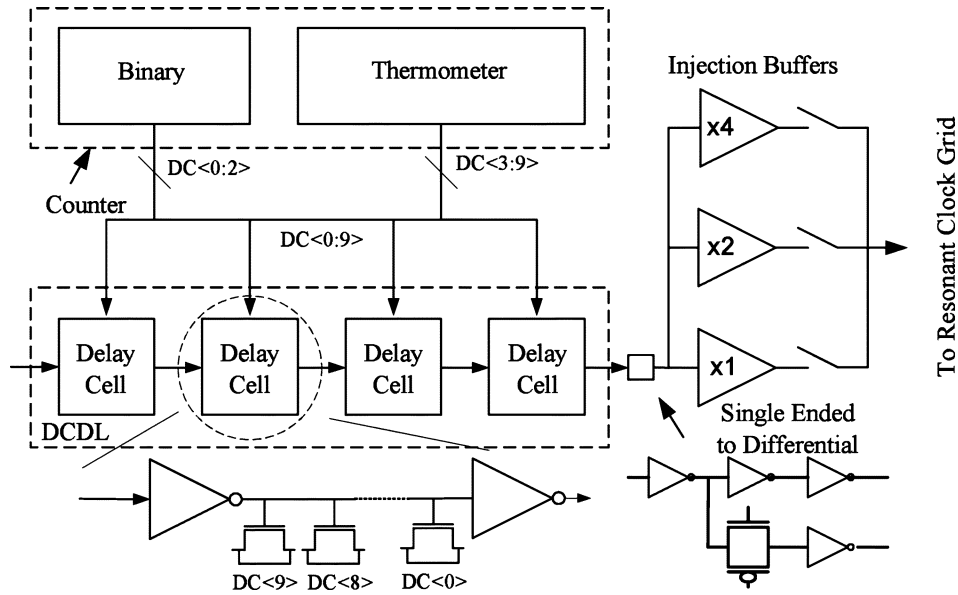 Binary
Thermometer
Injection Buffers
x4
DC<0:2>
DC<3:9>
Counter
DC<0:9>
x2
To Resonant Clock Grid
Delay
Cell
Delay
Cell
Delay
Cell
Delay
Cell
x1
DCDL
Single Ended
to Differential
DC<9>
DC<8>
DC<0>